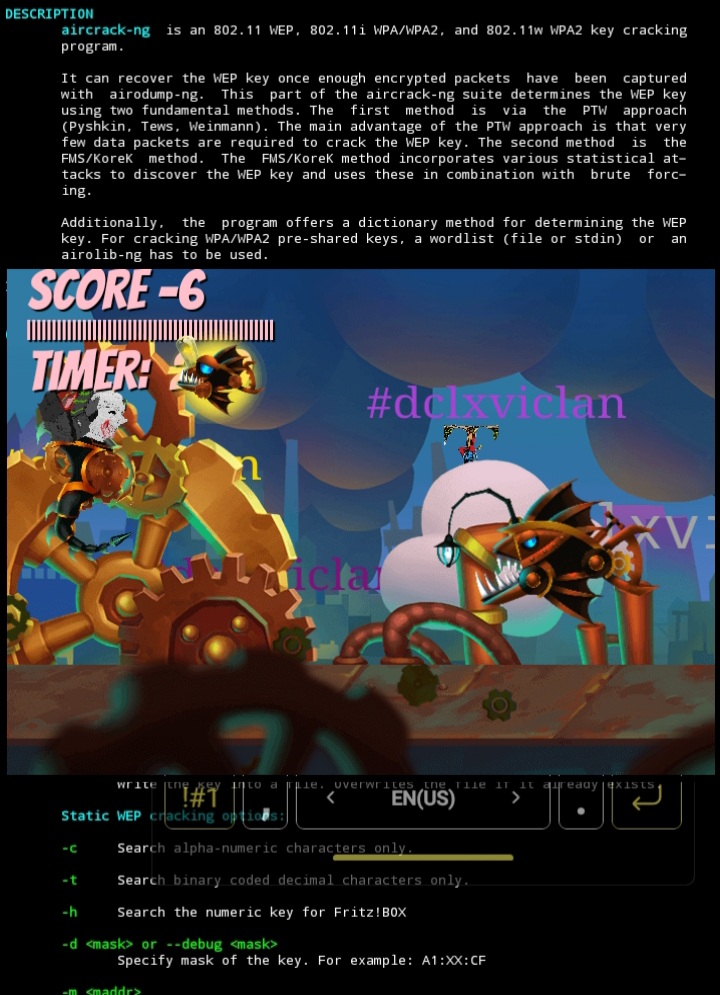 DESCRIPTION
aircrack-ng is an 802.11 WEP, 802.11i WPA/WPA2, and 802.11w WPA2 key cracking
program.
It can recover the WEP key once enough encrypted packets have been captured
with airodump-ng. This part of the aircrack-ng suite determines the WEP key
using two fundamental methods. The first method is via the PTW approach
(Pyshkin, Tews, Weinmann). The main advantage of the PTW approach is that very
few data packets are required to crack the WEP key. The second method is the
FMS/KoreK method. The FMS/KoreK method incorporates various statistical at-
tacks to discover the WEP key and uses these in combination with brute forc-
ing.
Additionally, the program offers a dictionary method for determining the WEP
key. For cracking WPA/WPA2 pre-shared keys, a wordlist (file or stdin) or an
airolib-ng has to be used.
SCORE -6
TIMER:
#dclxviclan
n
lxvi
icla
Write the key into a file. Overwrites the file if it already exists.
!#1 , < EN(US) > .
Static WEP cracking options:
-c Search alpha-numeric characters only.
-t Search binary coded decimal characters only.
-h Search the numeric key for Fritz!BOX
-d <mask> or --debug <mask>
Specify mask of the key. For example: A1:XX:CF
-m <maddr>